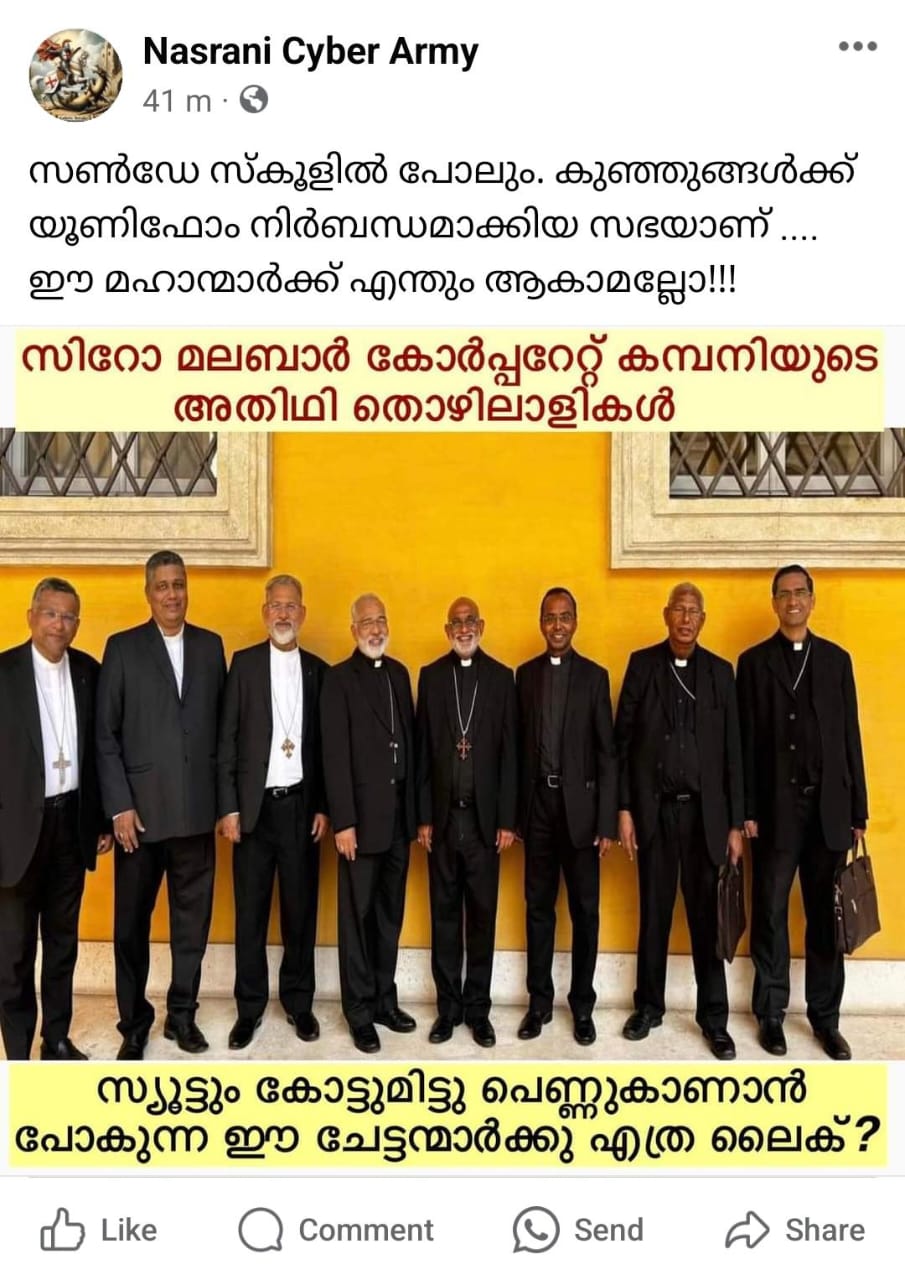 Nasrani Cyber Army
41 m ·
സൺഡേ സ്കൂളിൽ പോലും. കുഞ്ഞുങ്ങൾക്ക്
യൂണിഫോം നിർബന്ധമാക്കിയ സഭയാണ് ....
ഈ മഹാന്മാർക്ക് എന്തും ആകാമല്ലോ!!!
സിറോ മലബാർ കോർപ്പറേറ്റ് കമ്പനിയുടെ
അതിഥി തൊഴിലാളികൾ
സ്യൂട്ടും കോട്ടുമിട്ടു പെണ്ണുകാണാൻ
പോകുന്ന ഈ ചേട്ടന്മാർക്കു എത്ര ലൈക്?
Like Comment Send Share